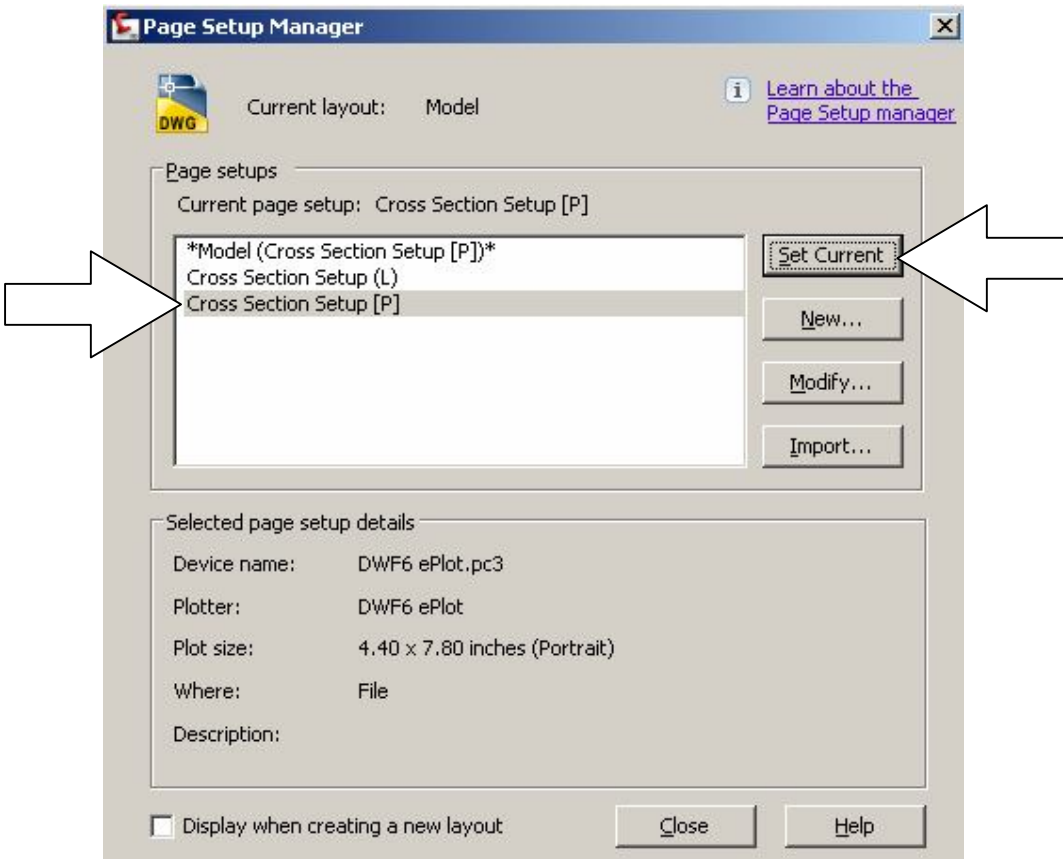 Page Setup Manager
DWG
Current layout: Model
i
Learn about the
Page Setup manager
Page setups
Current page setup: Cross Section Setup [P]
*Model (Cross Section Setup [P])*
Cross Section Setup (L)
Cross Section Setup [P]
Set Current
New...
Modify...
Import...
Selected page setup details
Device name: DWF6 ePlot.pc3
Plotter: DWF6 ePlot
Plot size: 4.40 x 7.80 inches (Portrait)
Where: File
Description:
Display when creating a new layout
Close
Help